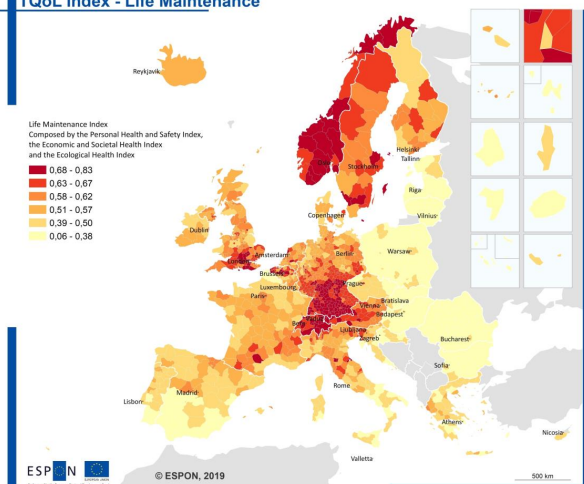 TQoL Index - Life Maintenance
Reykjavik
Life Maintenance Index
Composed by the Personal Health and Safety Index,
the Economic and Societal Health Index
and the Ecological Health Index
0,68 - 0,83
0,63 - 0,67
0,58 - 0,62
0,51 - 0,57
0,39 - 0,50
0,06 - 0,38
Helsinki
Tallinn
Stockholm
Riga
Copenhagen
Vilnius
Dublin
Amsterdam
Berlin
Warsaw
London
Brussels
Prague
Luxembourg
Paris
Vienna
Bratislava
Budapest
Bern
Ljubljana
Zagreb
Bucharest
Sofia
Rome
Madrid
Lisbon
Athens
Nicosia
Valletta
ESPON
© ESPON, 2019
500 km